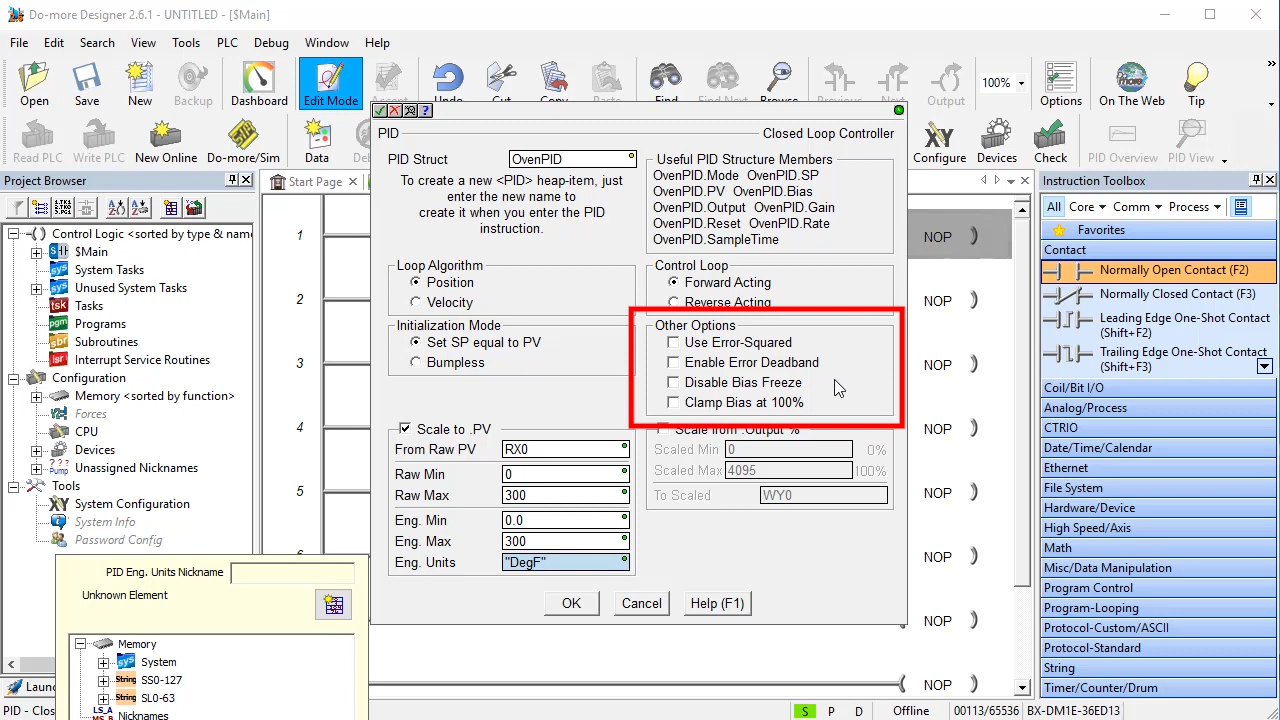 Do-more Designer 2.6.1 - UNTITLED - [$Main]
File Edit Search View Tools PLC Debug Window Help
Open Save New Backup Dashboard Edit Mode Accept Undo Cut Copy Paste Find Find Next Browse Previous Next Output 100% Options On The Web Tip
Read PLC Write PLC New Online Do-more/Sim Data PID Configure Devices Check PID Overview PID View
Project Browser
Start Page
Control Logic <sorted by type & name
$Main
System Tasks
Unused System Tasks
Tasks
Programs
Subroutines
Interrupt Service Routines
Configuration
Memory <sorted by function>
Forces
CPU
Devices
Unassigned Nicknames
Tools
System Configuration
System Info
Password Config
PID Eng. Units Nickname
Unknown Element
Memory
System
SS0-127
SL0-63
Nicknames
1
2
3
4
5
6
PID
Closed Loop Controller
PID Struct OvenPID
To create a new <PID> heap-item, just
enter the new name to
create it when you enter the PID
instruction.
Useful PID Structure Members
OvenPID.Mode OvenPID.SP
OvenPID.PV OvenPID.Bias
OvenPID.Output OvenPID.Gain
OvenPID.Reset OvenPID.Rate
OvenPID.SampleTime
Loop Algorithm
Position
Velocity
Control Loop
Forward Acting
Reverse Acting
Initialization Mode
Set SP equal to PV
Bumpless
Other Options
Use Error-Squared
Enable Error Deadband
Disable Bias Freeze
Clamp Bias at 100%
Scale to .PV
From Raw PV RX0
Raw Min 0
Raw Max 300
Eng. Min 0.0
Eng. Max 300
Eng. Units "DegF"
Scale from .Output %
Scaled Min 0 0%
Scaled Max 4095 100%
To Scaled WY0
OK Cancel Help (F1)
NOP
NOP
NOP
NOP
NOP
NOP
NOP
NOP
Instruction Toolbox
All Core Comm Process
Favorites
Contact
Normally Open Contact (F2)
Normally Closed Contact (F3)
Leading Edge One-Shot Contact
(Shift+F2)
Trailing Edge One-Shot Contact
(Shift+F3)
Coil/Bit I/O
Analog/Process
CTRIO
Date/Time/Calendar
Ethernet
File System
Hardware/Device
High Speed/Axis
Math
Misc/Data Manipulation
Program Control
Program-Looping
Protocol-Custom/ASCII
Protocol-Standard
String
Timer/Counter/Drum
S P D Offline 00113/65536 BX-DM1E-36ED13